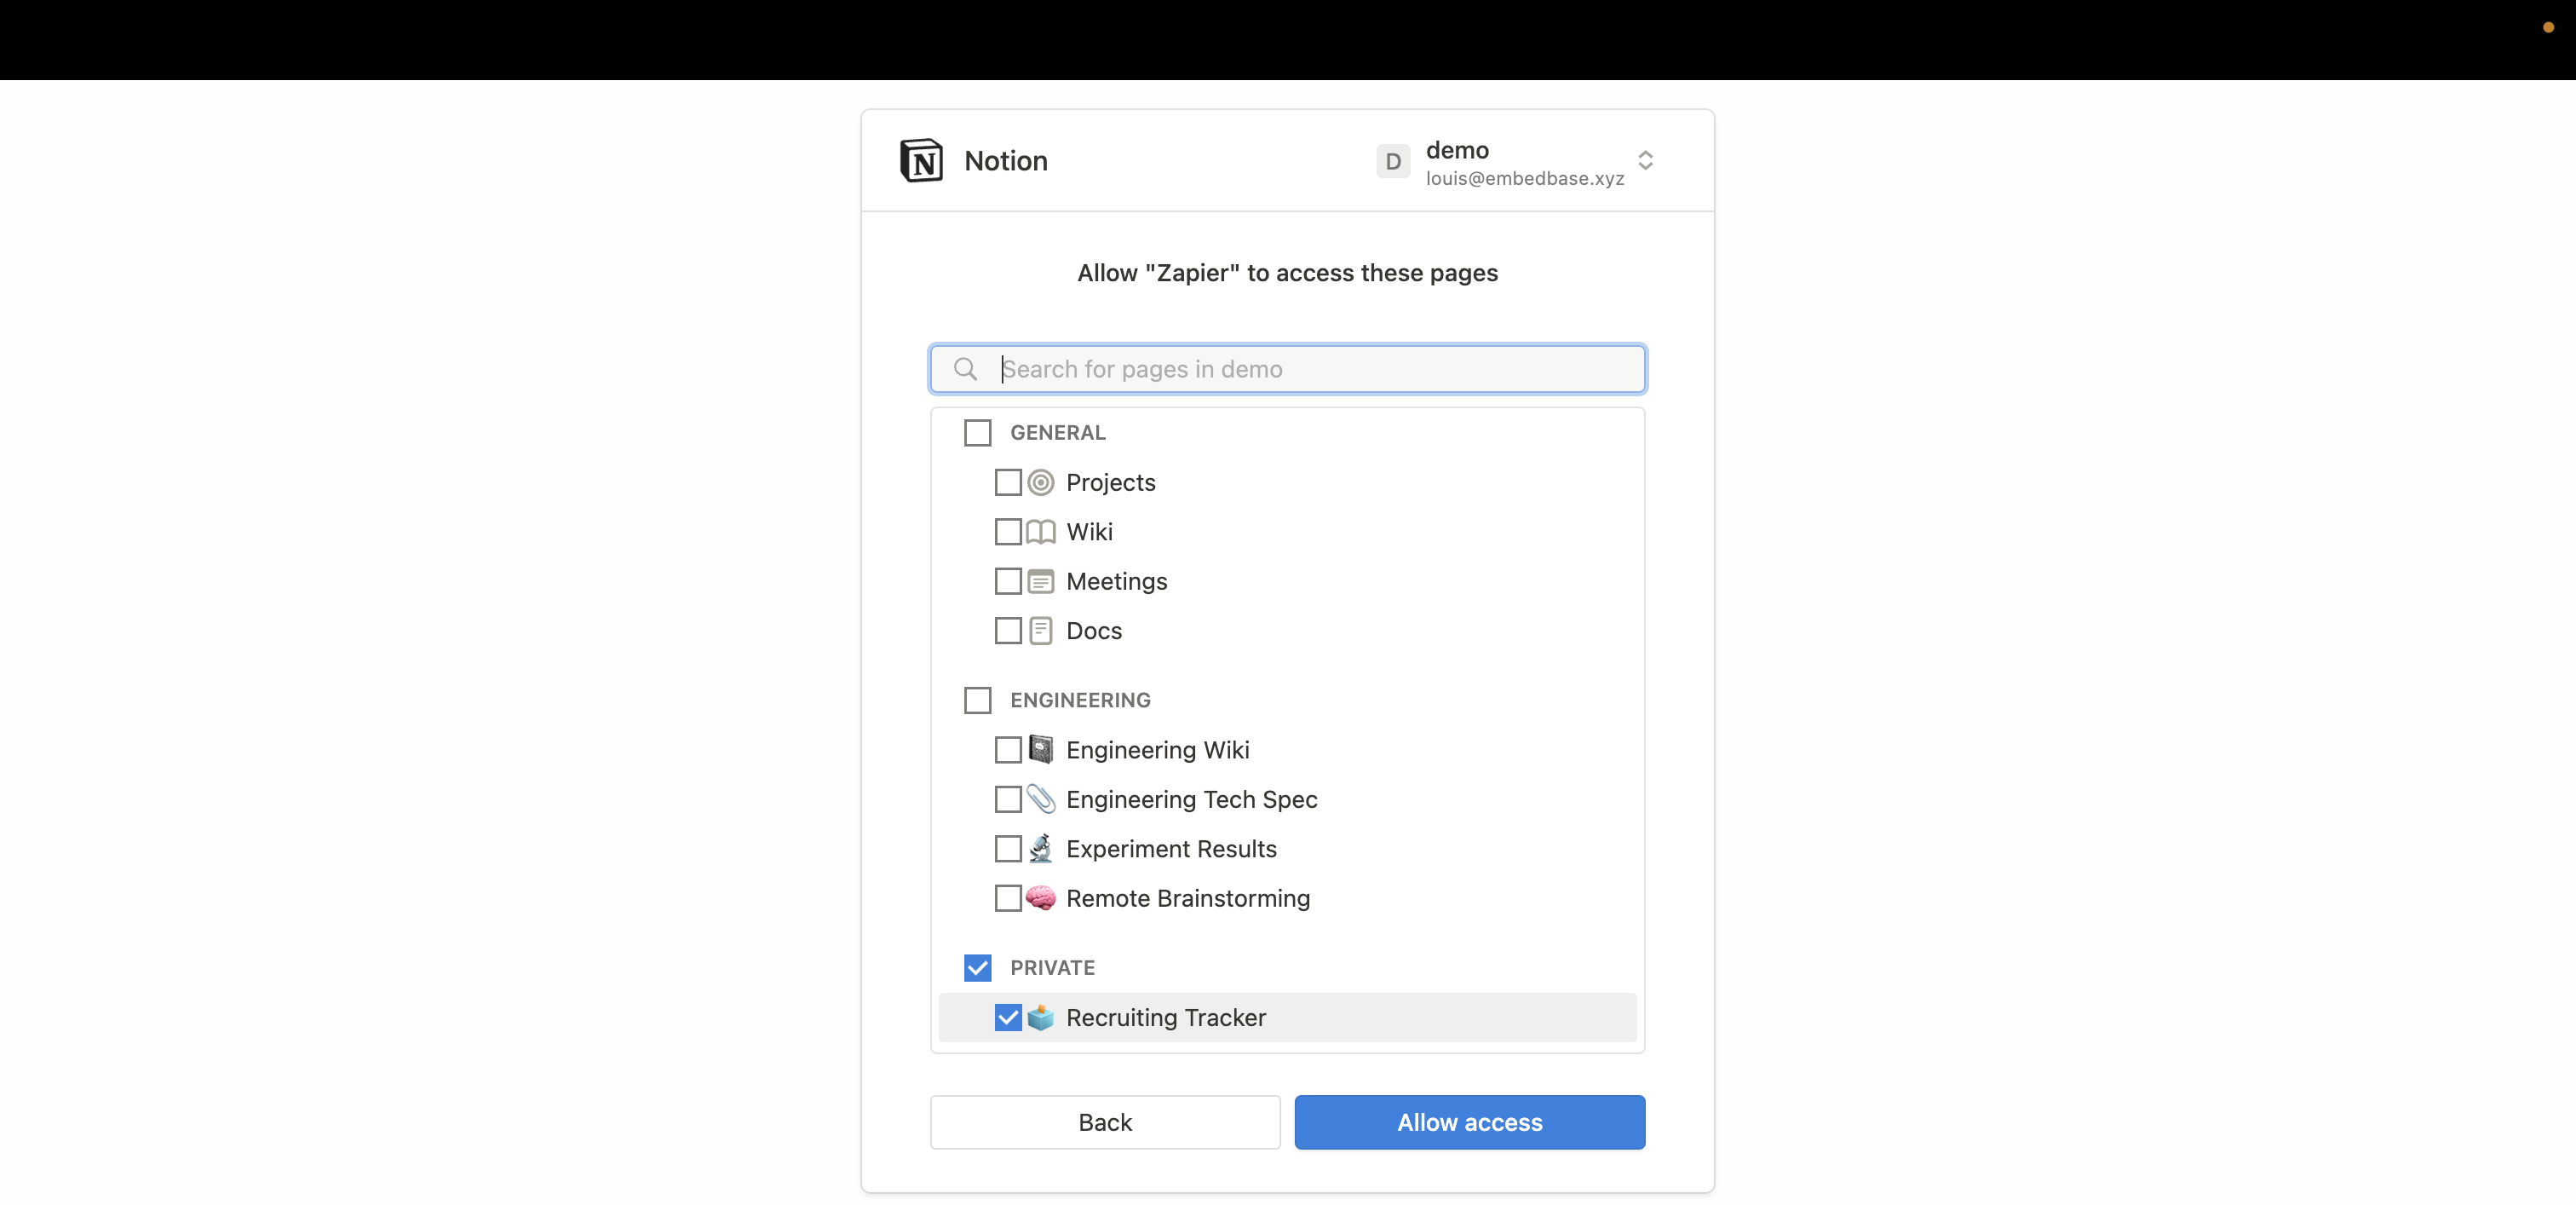 Notion
D
demo
louis@embedbase.xyz
Allow "Zapier" to access these pages
Search for pages in demo
GENERAL
Projects
Wiki
Meetings
Docs
ENGINEERING
Engineering Wiki
Engineering Tech Spec
Experiment Results
Remote Brainstorming
PRIVATE
Recruiting Tracker
Back
Allow access